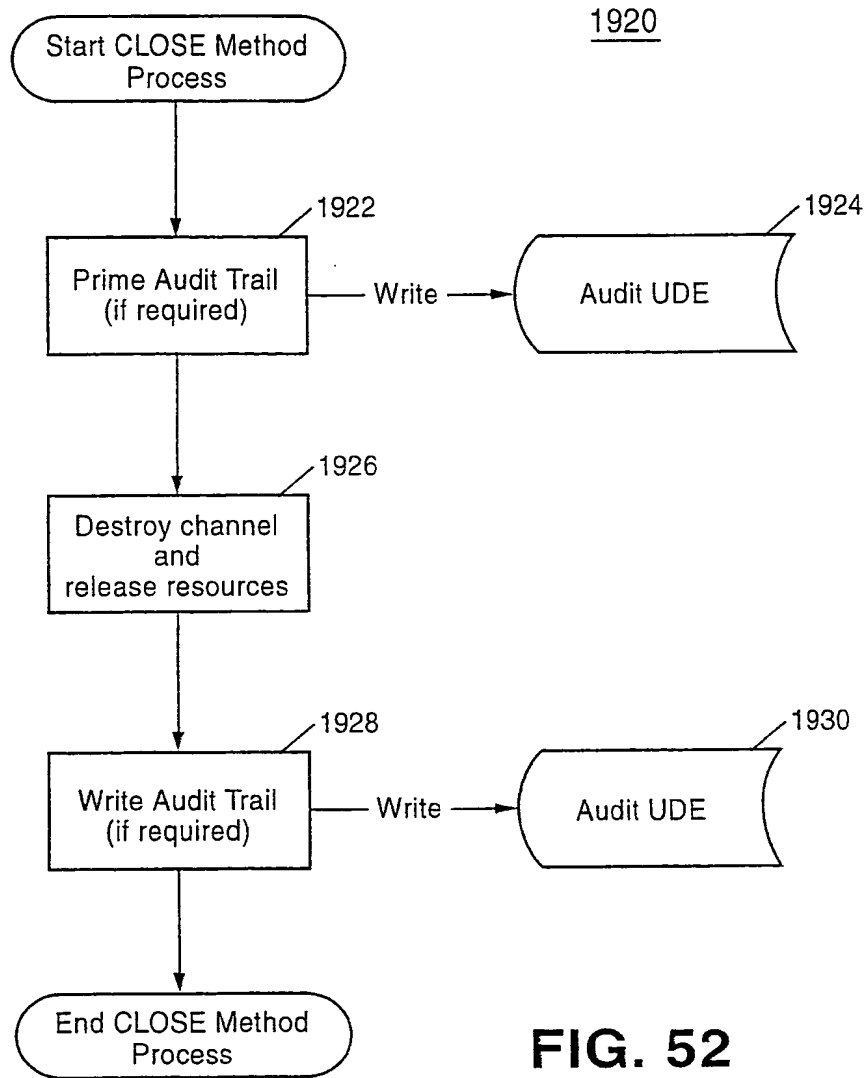 1920
Start CLOSE Method
Process
1922
Prime Audit Trail
(if required)
Write
1924
Audit UDE
1926
Destroy channel
and
release resources
1928
Write Audit Trail
(if required)
Write
1930
Audit UDE
End CLOSE Method
Process
FIG. 52